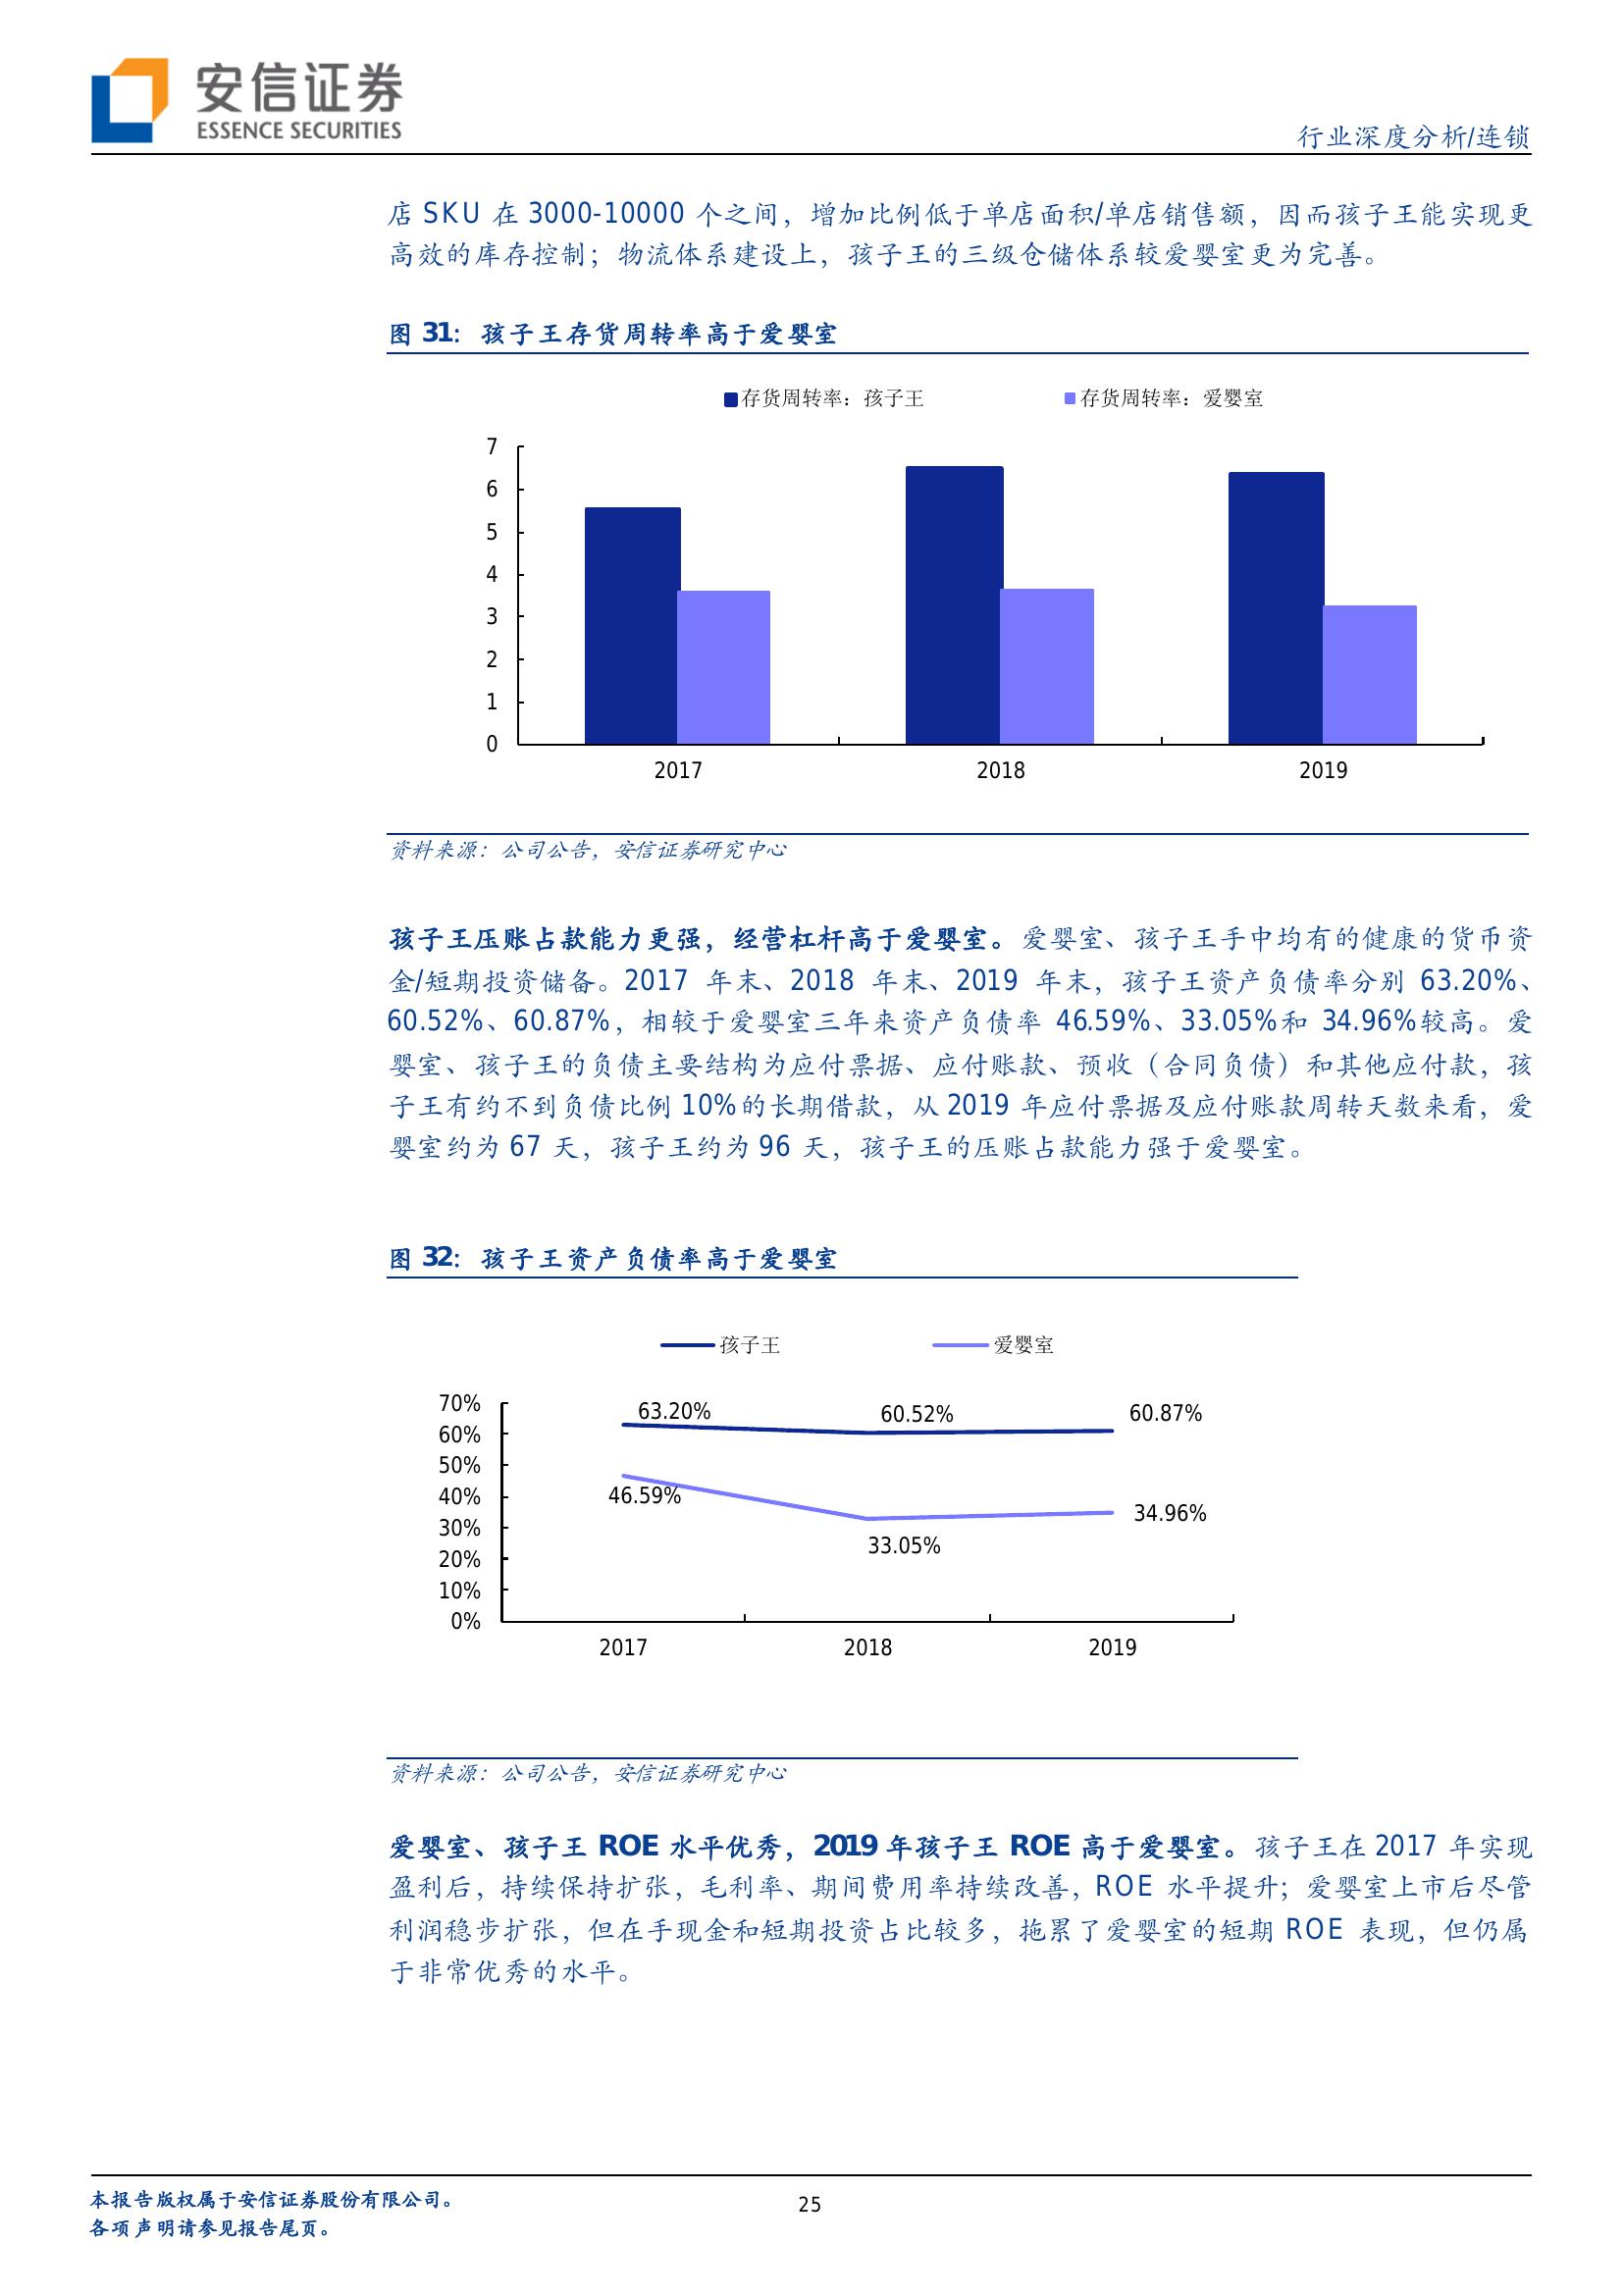 安信证券
ESSENCE SECURITIES
行业深度分析/连锁
店 SKU 在 3000-10000 个之间，增加比例低于单店面积/单店销售额，因而孩子王能实现更
高效的库存控制；物流体系建设上，孩子王的三级仓储体系较爱婴室更为完善。
图 31：孩子王存货周转率高于爱婴室
存货周转率：孩子王 存货周转率：爱婴室
7
6
5
4
3
2
1
0
2017 2018 2019
资料来源：公司公告，安信证券研究中心
孩子王压账占款能力更强，经营杠杆高于爱婴室。爱婴室、孩子王手中均有的健康的货币资
金/短期投资储备。2017 年末、2018 年末、2019 年末，孩子王资产负债率分别 63.20%、
60.52%、60.87%，相较于爱婴室三年来资产负债率 46.59%、33.05%和 34.96%较高。爱
婴室、孩子王的负债主要结构为应付票据、应付账款、预收（合同负债）和其他应付款，孩
子王有约不到负债比例 10%的长期借款，从 2019 年应付票据及应付账款周转天数来看，爱
婴室约为 67 天，孩子王约为 96 天，孩子王的压账占款能力强于爱婴室。
图 32：孩子王资产负债率高于爱婴室
孩子王 爱婴室
70%
60%
50%
40%
30%
20%
10%
0%
63.20% 60.52% 60.87%
46.59% 33.05% 34.96%
2017 2018 2019
资料来源：公司公告，安信证券研究中心
爱婴室、孩子王 ROE 水平优秀，2019 年孩子王 ROE 高于爱婴室。孩子王在 2017 年实现
盈利后，持续保持扩张，毛利率、期间费用率持续改善，ROE 水平提升；爱婴室上市后尽管
利润稳步扩张，但在手现金和短期投资占比较多，拖累了爱婴室的短期 ROE 表现，但仍属
于非常优秀的水平。
本报告版权属于安信证券股份有限公司。
各项声明请参见报告尾页。
25